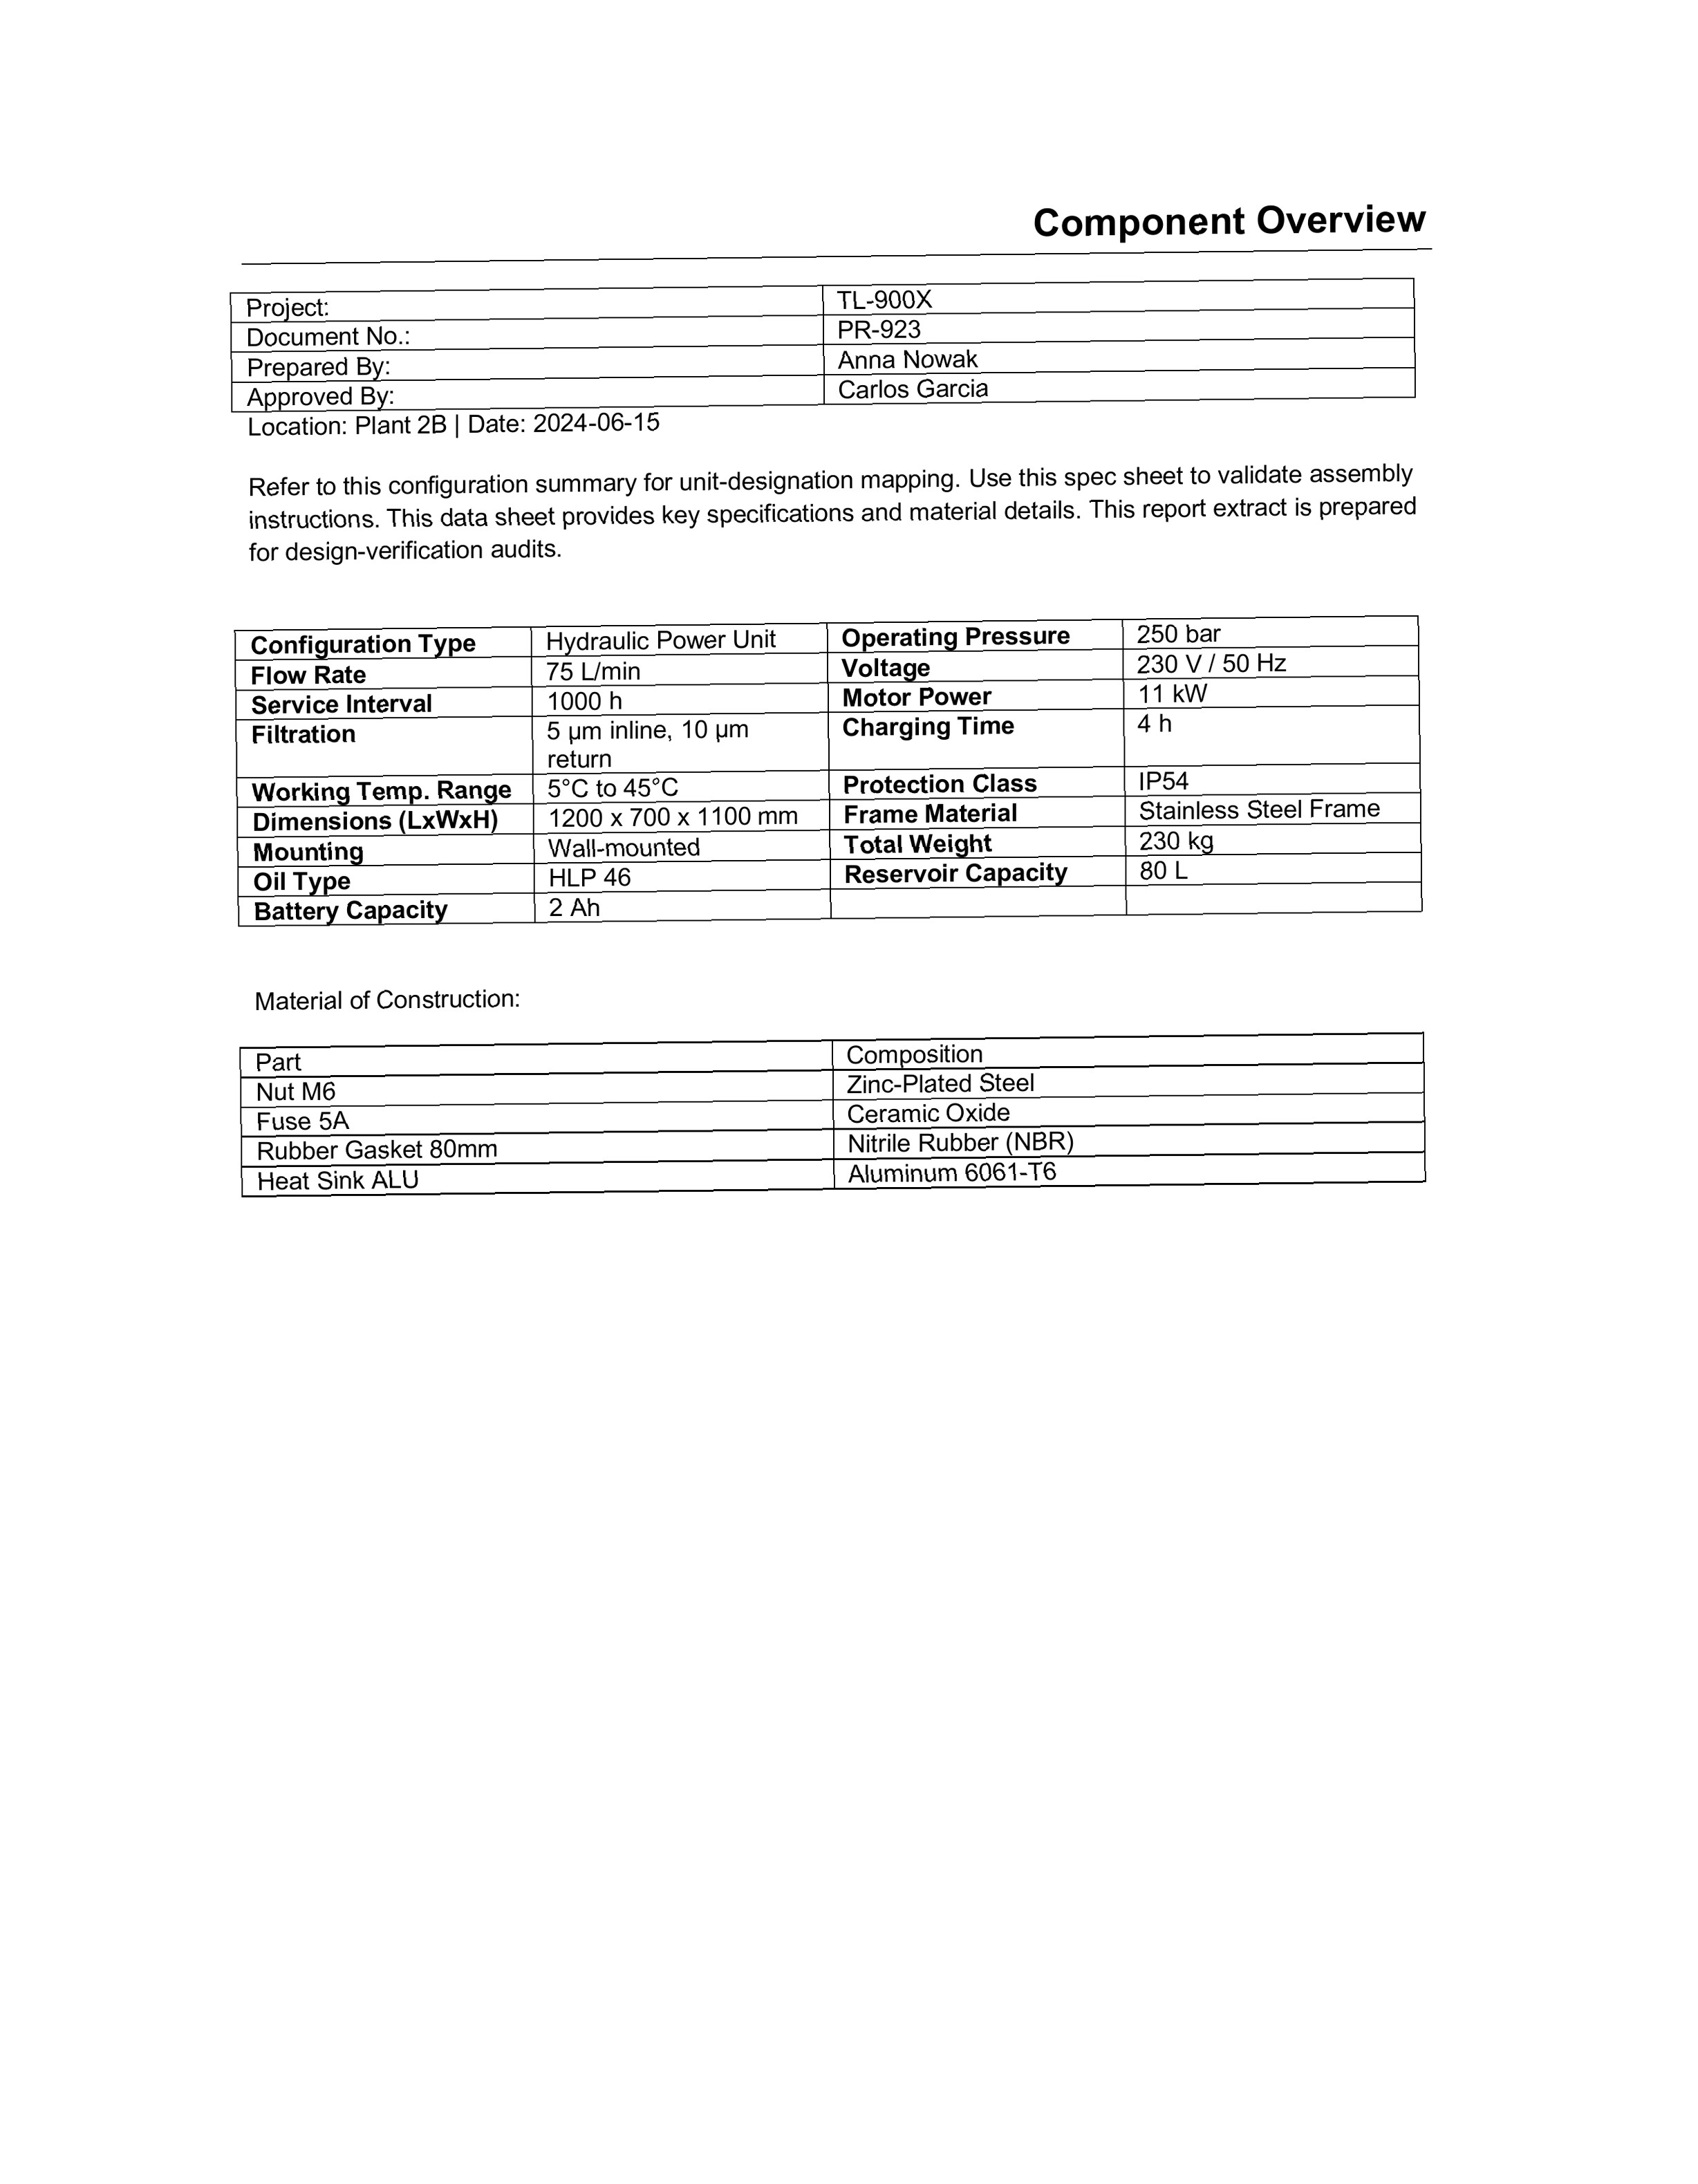 Component Overview
Project: TL-900X
Document No.: PR-923
Prepared By: Anna Nowak
Approved By: Carlos Garcia
Location: Plant 2B | Date: 2024-06-15
Refer to this configuration summary for unit-designation mapping. Use this spec sheet to validate assembly
instructions. This data sheet provides key specifications and material details. This report extract is prepared
for design-verification audits.
Configuration Type Hydraulic Power Unit Operating Pressure 250 bar
Flow Rate 75 L/min Voltage 230 V / 50 Hz
Service Interval 1000 h Motor Power 11 kW
Filtration 5 µm inline, 10 µm Charging Time 4 h
return
Working Temp. Range 5°C to 45°C Protection Class IP54
Dimensions (LxWxH) 1200 x 700 x 1100 mm Frame Material Stainless Steel Frame
Mounting Wall-mounted Total Weight 230 kg
Oil Type HLP 46 Reservoir Capacity 80 L
Battery Capacity 2 Ah
Material of Construction:
Part Composition
Nut M6 Zinc-Plated Steel
Fuse 5A Ceramic Oxide
Rubber Gasket 80mm Nitrile Rubber (NBR)
Heat Sink ALU Aluminum 6061-T6